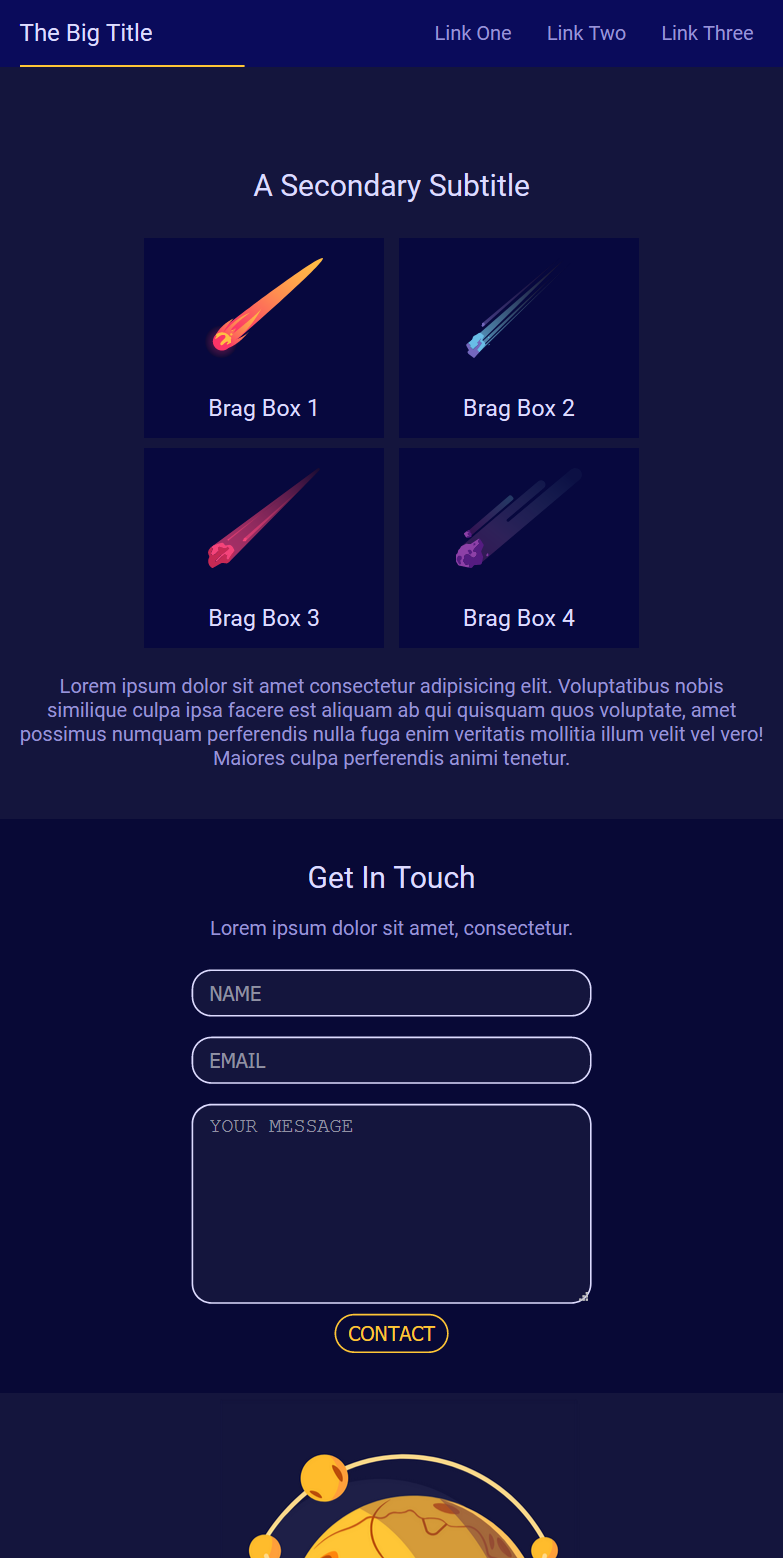 The Big Title
Link One Link Two Link Three
A Secondary Subtitle
Brag Box 1
Brag Box 2
Brag Box 3
Brag Box 4
Lorem ipsum dolor sit amet consectetur adipisicing elit. Voluptatibus nobis
similique culpa ipsa facere est aliquam ab qui quisquam quos voluptate, amet
possimus numquam perferendis nulla fuga enim veritatis mollitia illum velit vel vero!
Maiores culpa perferendis animi tenetur.
Get In Touch
Lorem ipsum dolor sit amet, consectetur.
NAME
EMAIL
YOUR MESSAGE
CONTACT